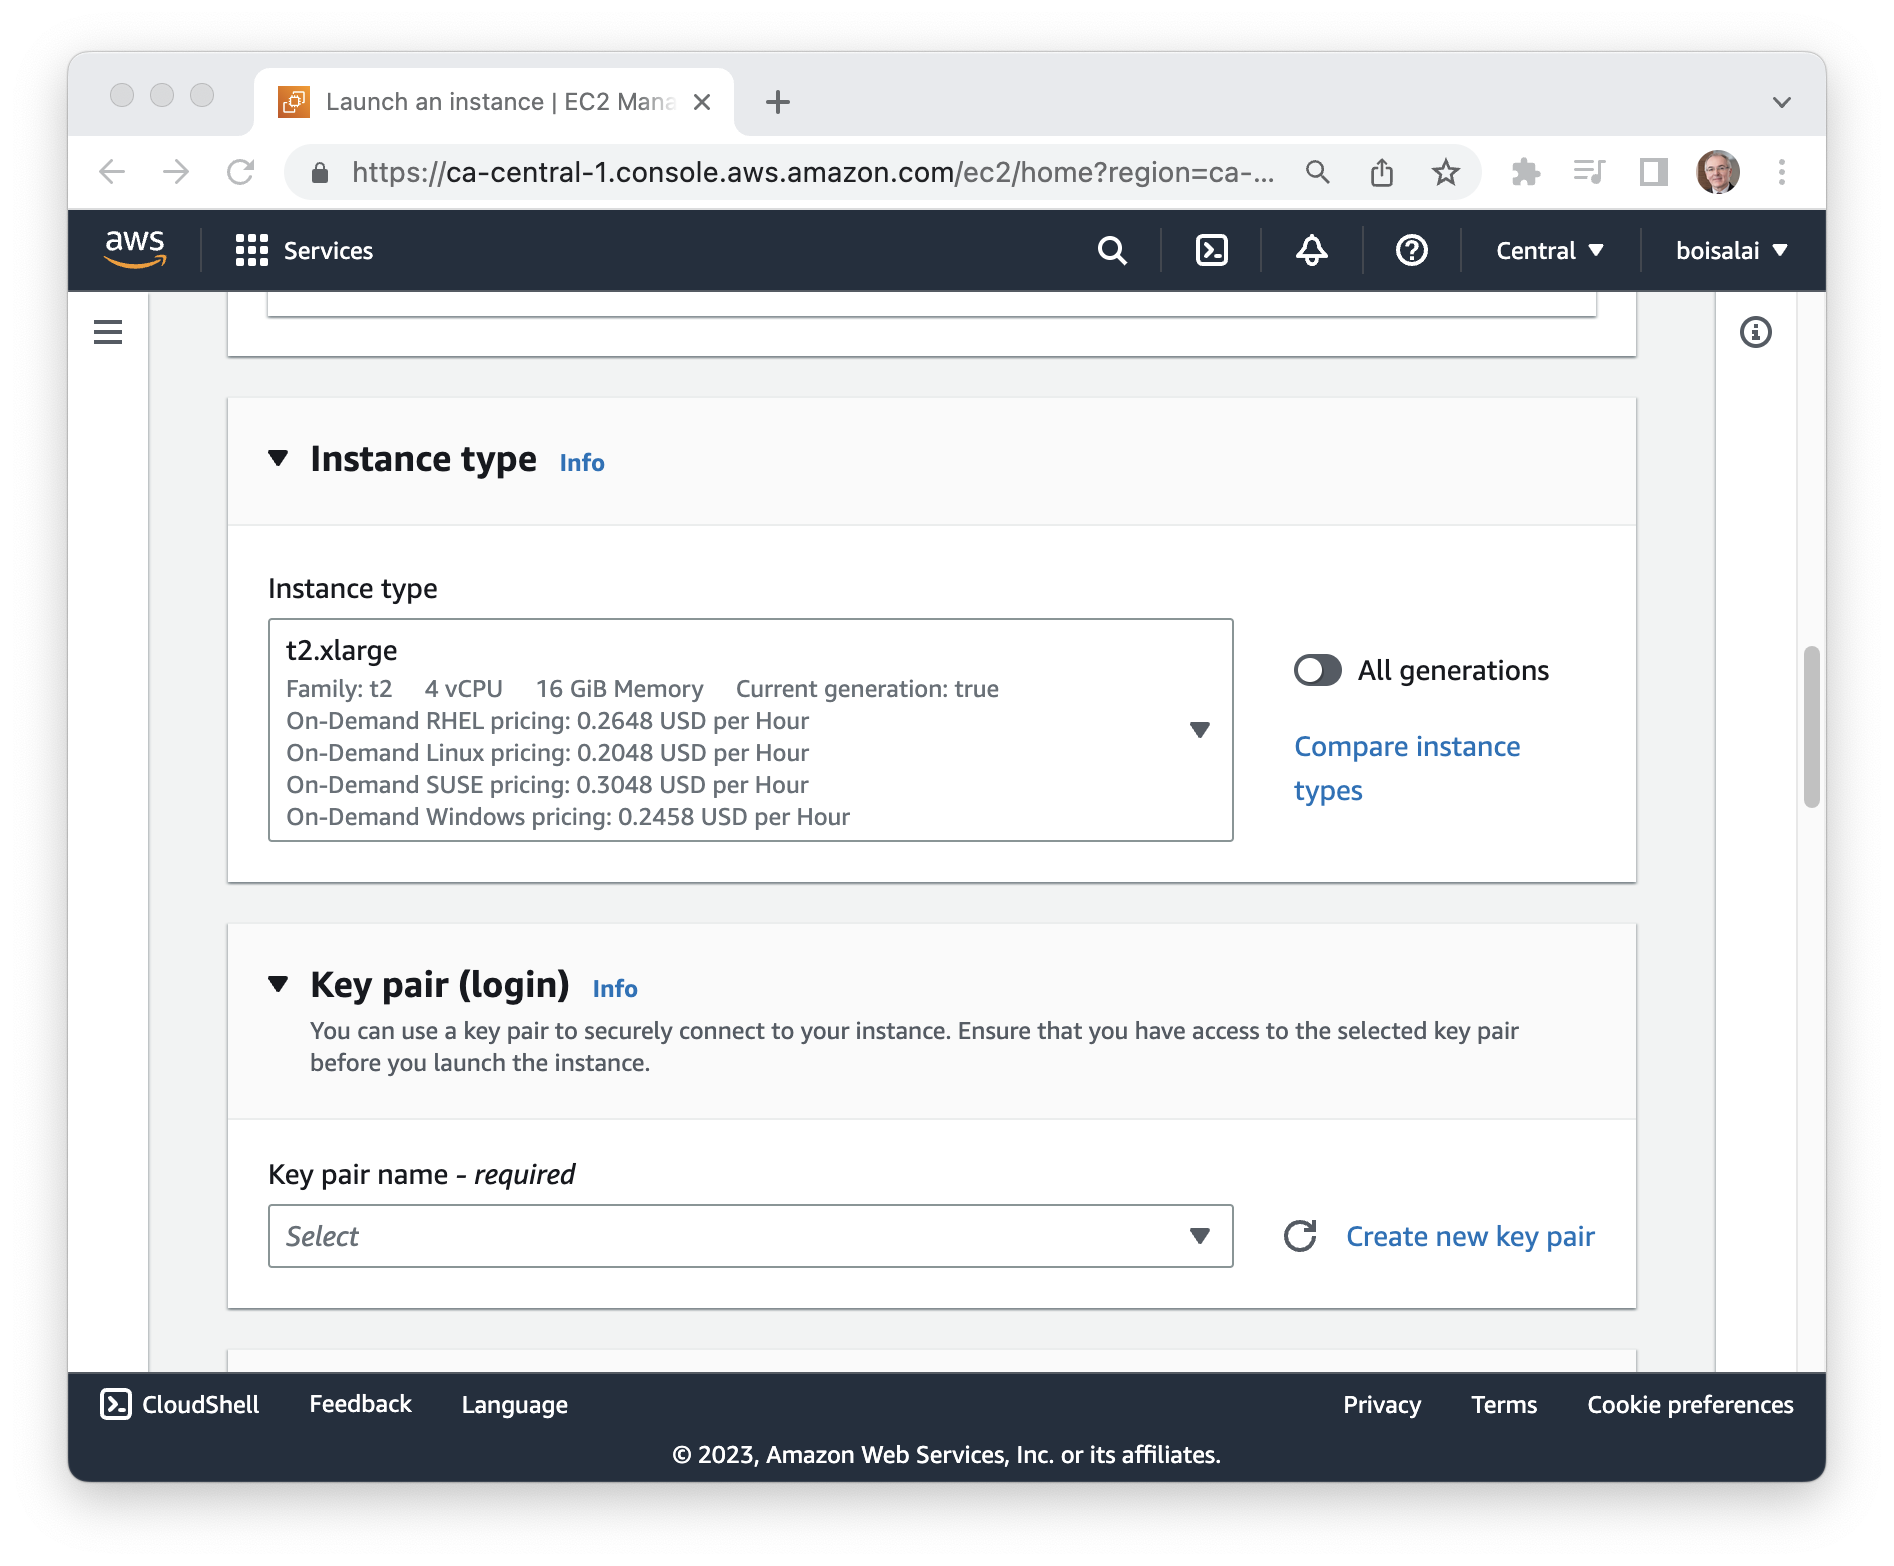 Launch an instance | EC2 Mana
https://ca-central-1.console.aws.amazon.com/ec2/home?region=ca-...
aws
Services
Central
boisalai
Instance type Info
Instance type
t2.xlarge
Family: t2 4 vCPU 16 GiB Memory Current generation: true
On-Demand RHEL pricing: 0.2648 USD per Hour
On-Demand Linux pricing: 0.2048 USD per Hour
On-Demand SUSE pricing: 0.3048 USD per Hour
On-Demand Windows pricing: 0.2458 USD per Hour
All generations
Compare instance
types
Key pair (login) Info
You can use a key pair to securely connect to your instance. Ensure that you have access to the selected key pair
before you launch the instance.
Key pair name - required
Select
Create new key pair
CloudShell
Feedback
Language
Privacy
Terms
Cookie preferences
© 2023, Amazon Web Services, Inc. or its affiliates.